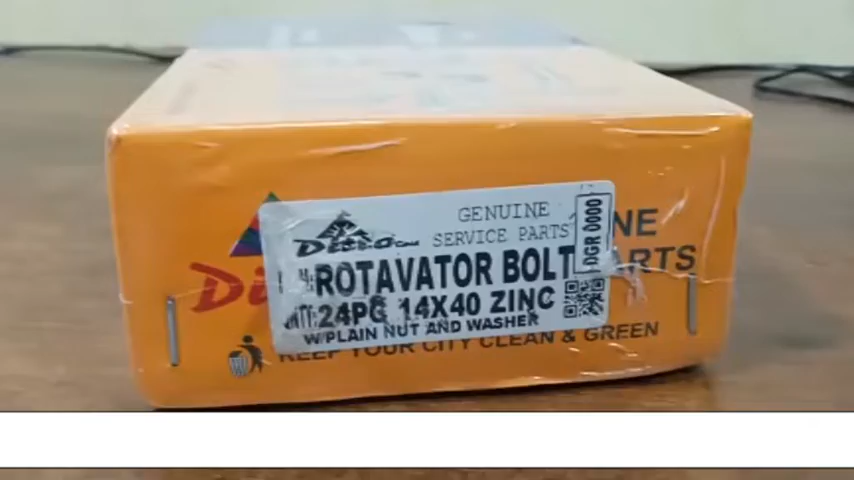 GENUINE
SERVICE PARTS
DGR 0000
ROTAVATOR BOLT
24PC 14X40 ZINC
W/PLAIN NUT AND WASHER
NE
ARTS
KEEP YOUR CITY CLEAN & GREEN